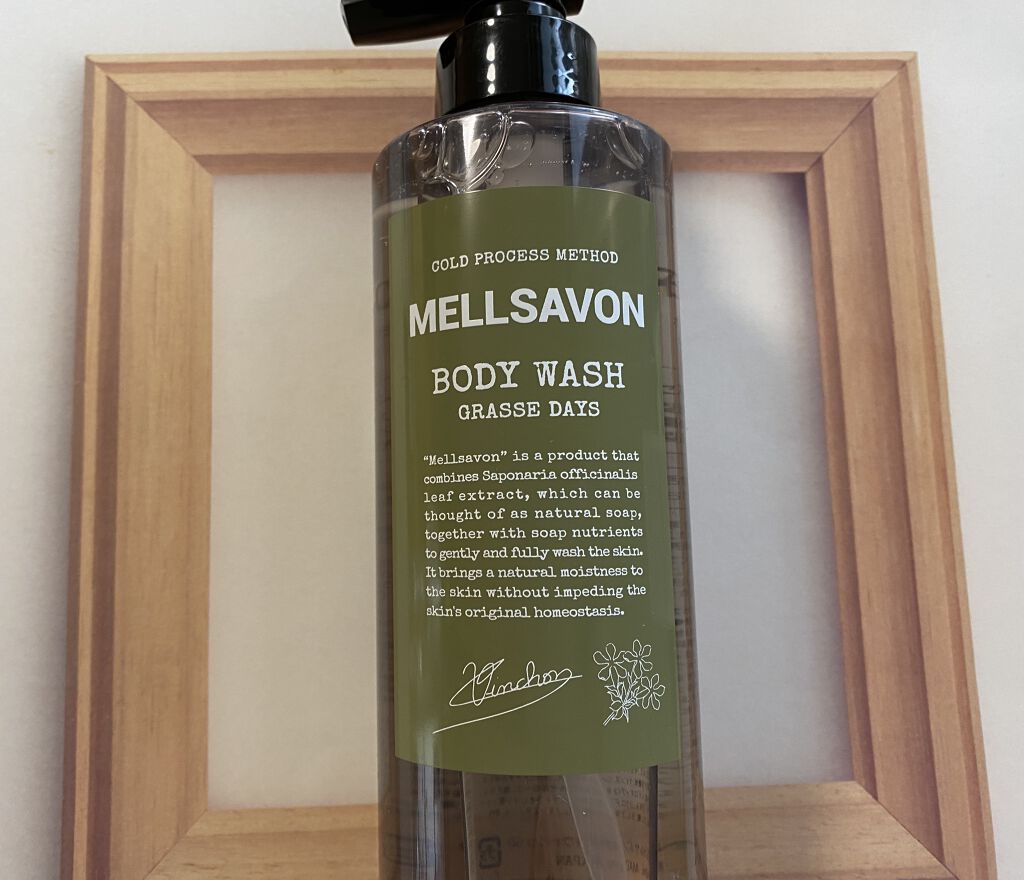 COLD PROCESS METHOD
MELLSAVON
BODY WASH
GRASSE DAYS
“Mellsavon” is a product that
combines Saponaria officinalis
leaf extract, which can be
thought of as natural soap,
together with soap nutrients
to gently and fully wash the skin.
It brings a natural moistness to
the skin without impeding the
skin's original homeostasis.